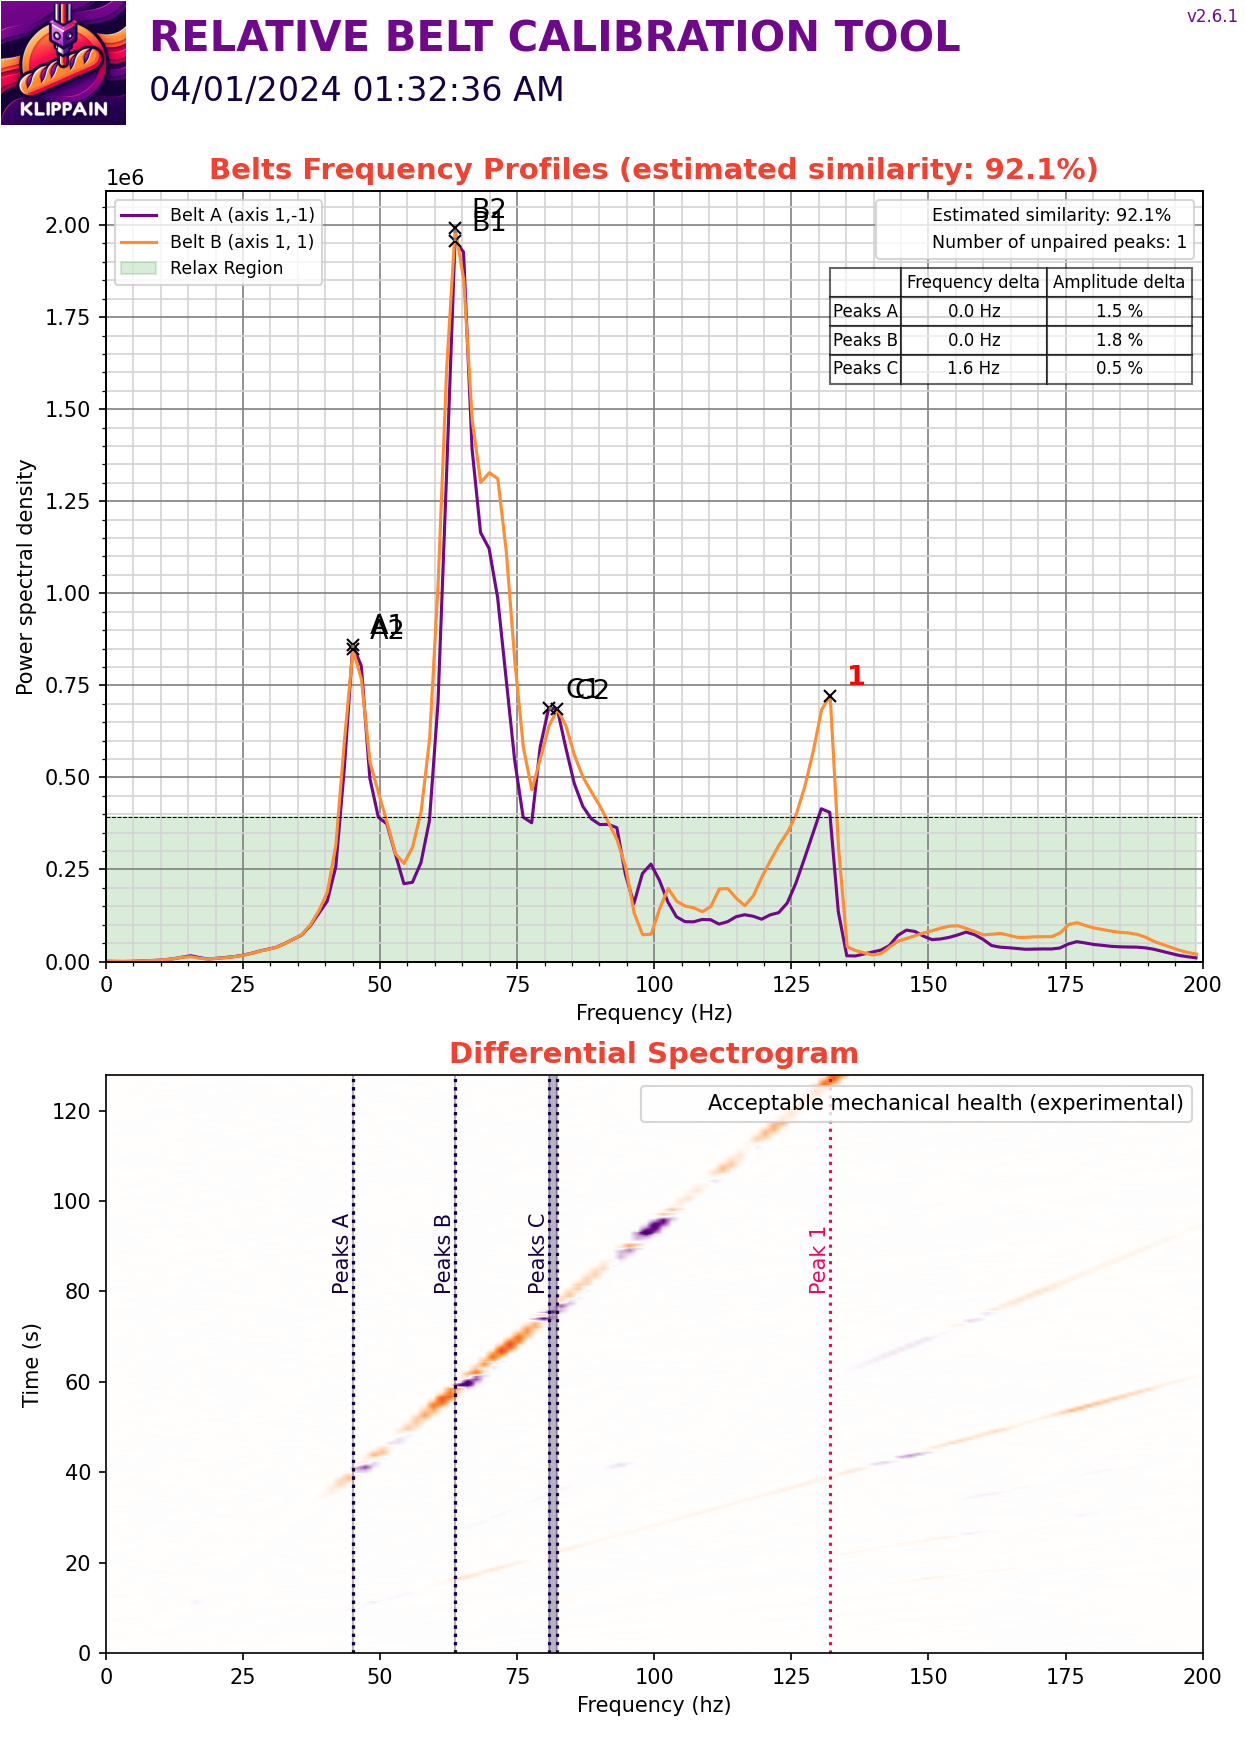 RELATIVE BELT CALIBRATION TOOL
v2.6.1
04/01/2024 01:32:36 AM
KLIPPAIN
Belts Frequency Profiles (estimated similarity: 92.1%)
1e6
Belt A (axis 1,-1)
Belt B (axis 1, 1)
Relax Region
B2
B1
Estimated similarity: 92.1%
Number of unpaired peaks: 1
Frequency delta Amplitude delta
Peaks A 0.0 Hz 1.5 %
Peaks B 0.0 Hz 1.8 %
Peaks C 1.6 Hz 0.5 %
A1
A2
C1 C2
1
2.00
1.75
1.50
1.25
1.00
0.75
0.50
0.25
0.00
Power spectral density
0 25 50 75 100 125 150 175 200
Frequency (Hz)
Differential Spectrogram
Acceptable mechanical health (experimental)
Peaks A
Peaks B
Peaks C
Peak 1
120
100
80
60
40
20
0
Time (s)
0 25 50 75 100 125 150 175 200
Frequency (hz)